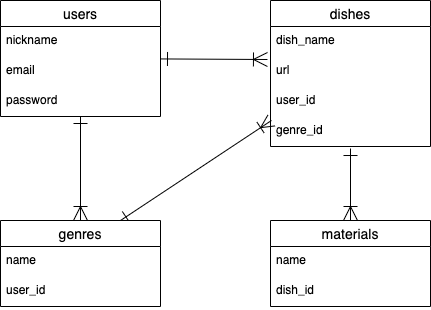 users
nickname
email
password
dishes
dish_name
url
user_id
genre_id
genres
name
user_id
materials
name
dish_id